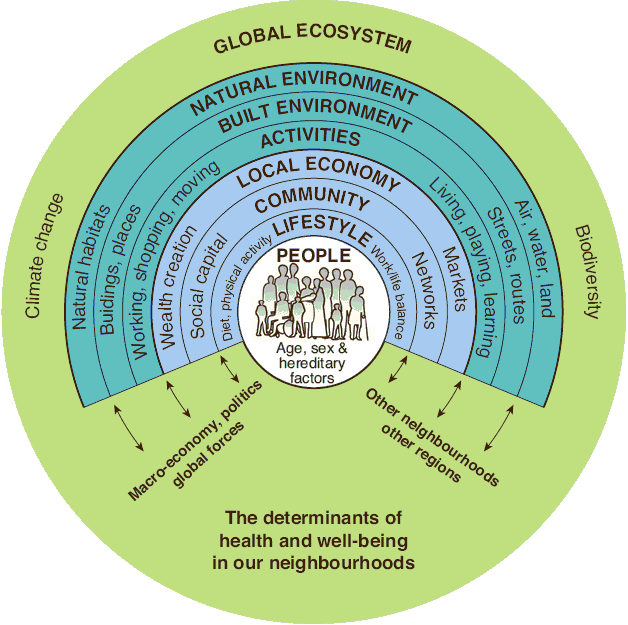 GLOBAL ECOSYSTEM
NATURAL ENVIRONMENT
BUILT ENVIRONMENT
ACTIVITIES
LOCAL ECONOMY
COMMUNITY
LIFESTYLE
PEOPLE
Age, sex &
hereditary
factors
Climate change
Natural habitats
Buidings, places
Working, shopping, moving
Wealth creation
Social capital
Diet, physical activity
Work/life balance
Networks
Markets
Living, playing, learning
Streets, routes
Air, water, land
Biodiversity
Macro-economy, politics
global forces
Other neighbourhoods
other regions
The determinants of
health and well-being
in our neighbourhoods